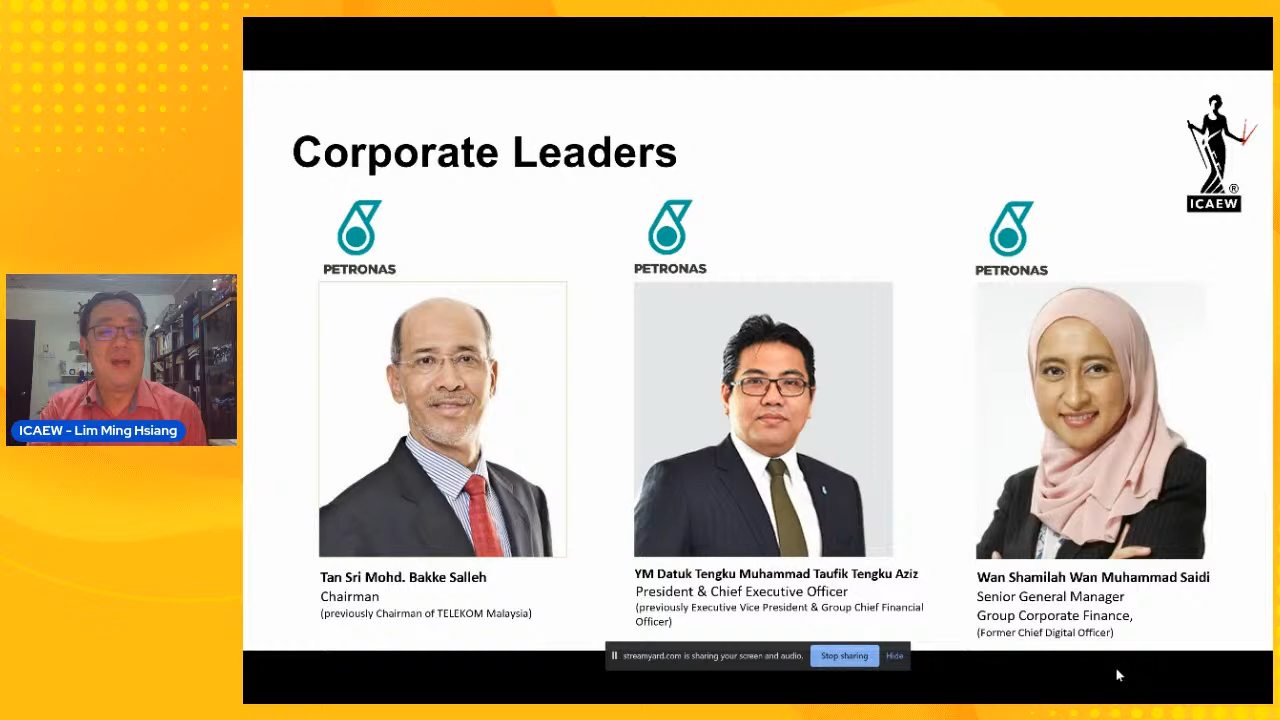 Corporate Leaders
ICAEW
PETRONAS
PETRONAS
PETRONAS
ICAEW - Lim Ming Hsiang
Tan Sri Mohd. Bakke Salleh
Chairman
(previously Chairman of TELEKOM Malaysia)
YM Datuk Tengku Muhammad Taufik Tengku Aziz
President & Chief Executive Officer
(previously Executive Vice President & Group Chief Financial
Officer)
Wan Shamilah Wan Muhammad Saidi
Senior General Manager
Group Corporate Finance,
(Former Chief Digital Officer)
streamyard.com is sharing your screen and audio.
Stop sharing
Hide